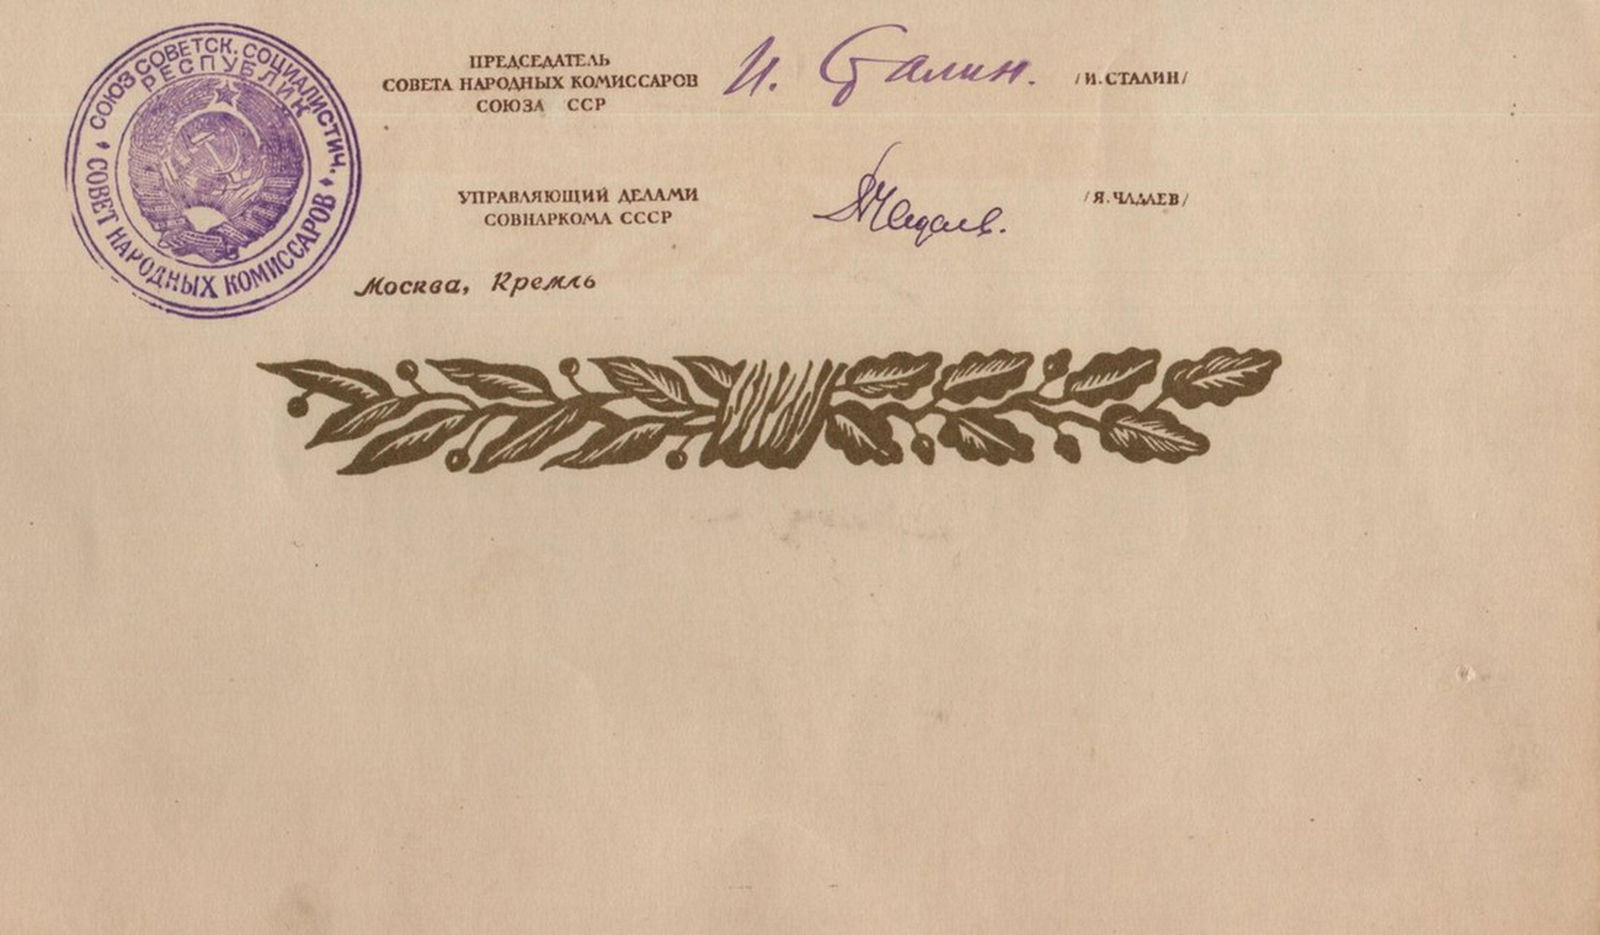 СОЮЗ СОВЕТСК. СОЦИАЛИСТИЧ.
РЕСПУБЛИК
СОВЕТ НАРОДНЫХ КОМИССАРОВ
ПРЕДСЕДАТЕЛЬ
СОВЕТА НАРОДНЫХ КОМИССАРОВ
СОЮЗА ССР
И. Сталин.
/И. СТАЛИН/
УПРАВЛЯЮЩИЙ ДЕЛАМИ
СОВНАРКОМА СССР
ЯЧадаев.
/Я. ЧАДАЕВ/
Москва, Кремль